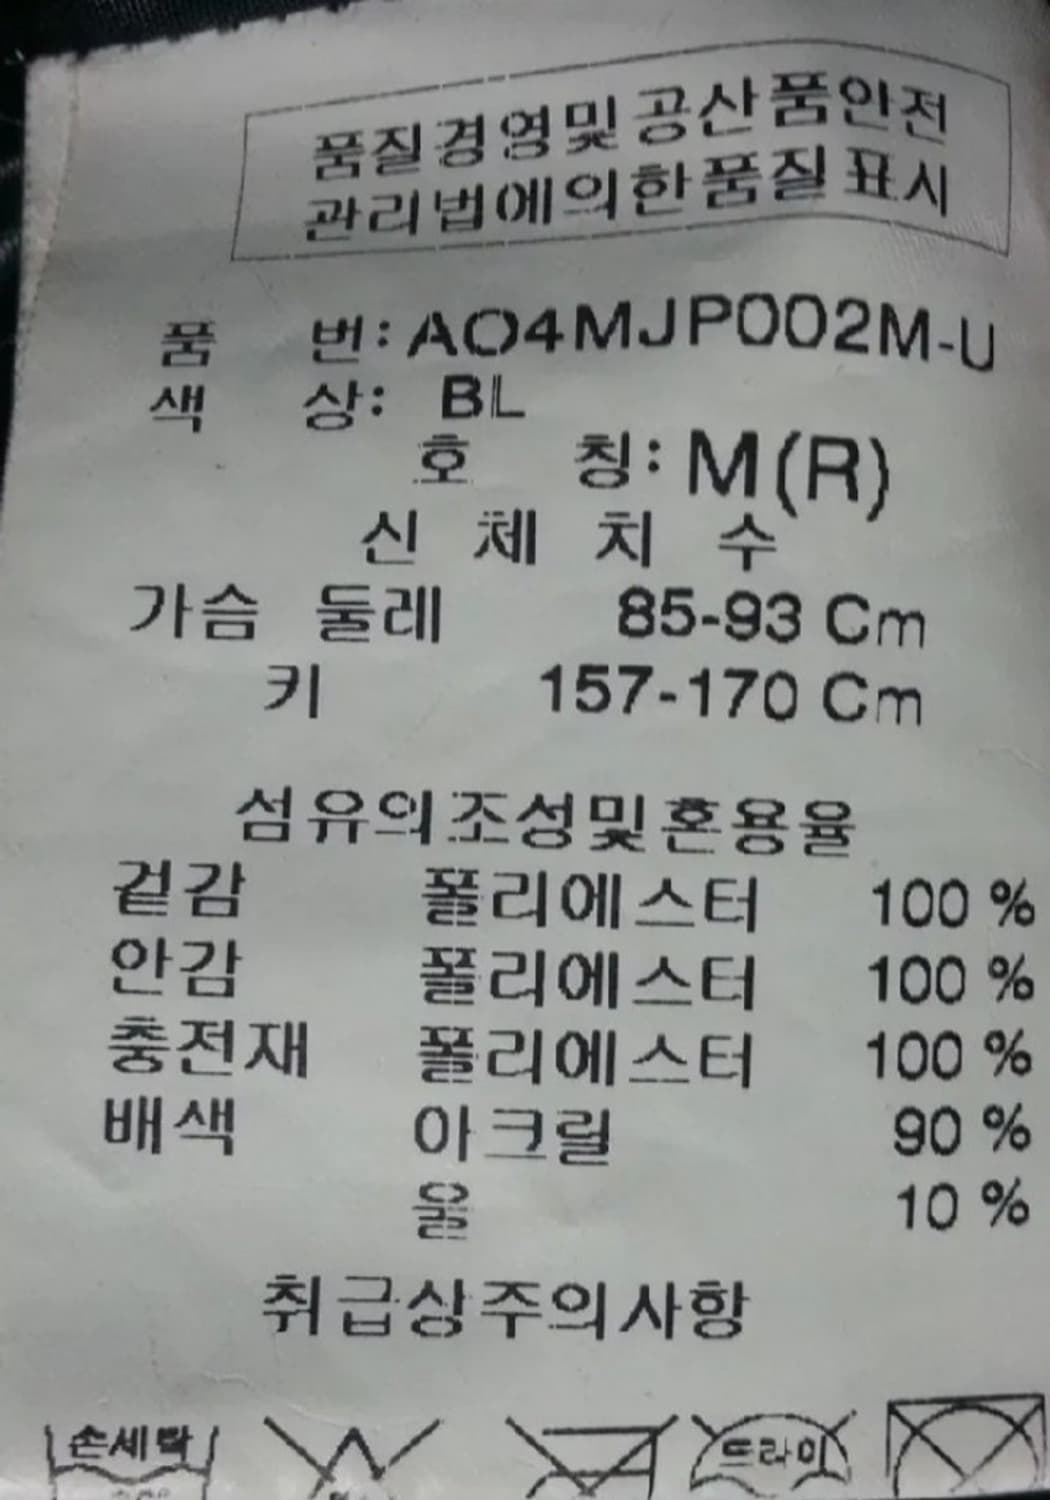 품질경영및공산품안전
관리법에의한품질표시
품 번: AO4MJP002M-U
색 상: BL
호 칭: M(R)
신 체 치 수
가슴 둘레 85-93 Cm
키 157-170 Cm
섬유의조성및혼용율
겉감 폴리에스터 100 %
안감 폴리에스터 100 %
충전재 폴리에스터 100 %
배색 아크릴 90 %
울 10 %
취급상주의사항
손세탁 드라이